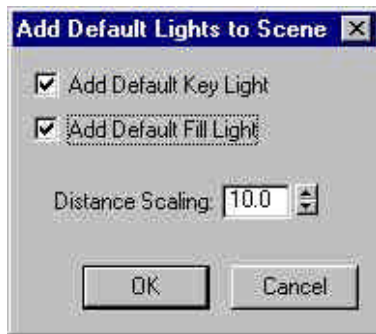 Add Default Lights to Scene
Add Default Key Light
Add Default Fill Light
Distance Scaling: 10.0
OK Cancel